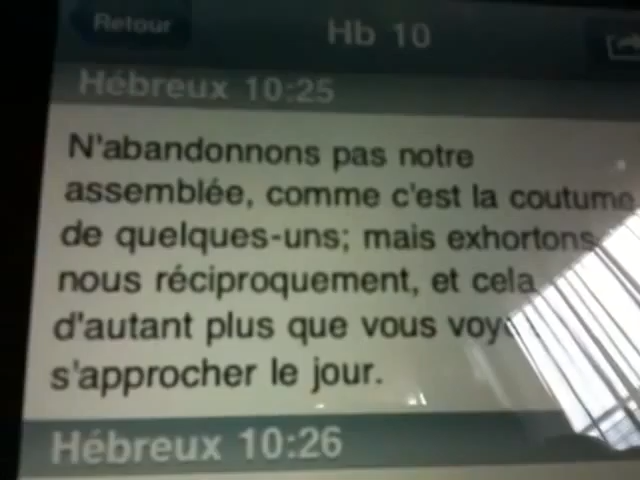 Retour
Hb 10
Hébreux 10:25
N'abandonnons pas notre
assemblée, comme c'est la coutume
de quelques-uns; mais exhortons-
nous réciproquement, et cela
d'autant plus que vous voyez
s'approcher le jour.
Hébreux 10:26